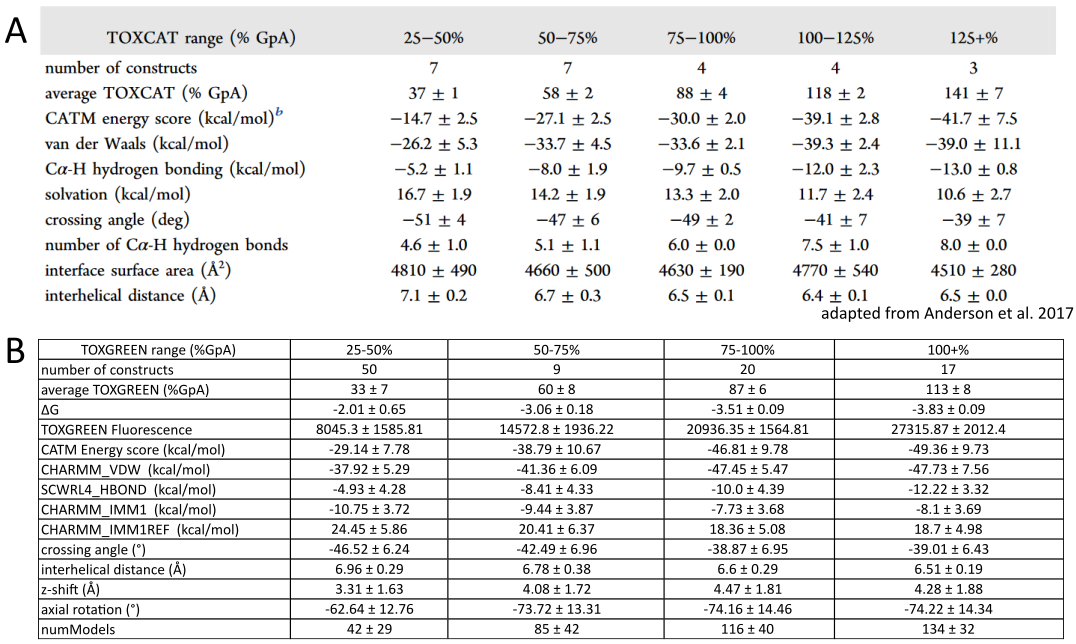 A
TOXCAT range (% GpA) 25−50% 50−75% 75−100% 100−125% 125+%
number of constructs 7 7 4 4 3
average TOXCAT (% GpA) 37 ± 1 58 ± 2 88 ± 4 118 ± 2 141 ± 7
CATM energy score (kcal/mol)b −14.7 ± 2.5 −27.1 ± 2.5 −30.0 ± 2.0 −39.1 ± 2.8 −41.7 ± 7.5
van der Waals (kcal/mol) −26.2 ± 5.3 −33.7 ± 4.5 −33.6 ± 2.1 −39.3 ± 2.4 −39.0 ± 11.1
Cα-H hydrogen bonding (kcal/mol) −5.2 ± 1.1 −8.0 ± 1.9 −9.7 ± 0.5 −12.0 ± 2.3 −13.0 ± 0.8
solvation (kcal/mol) 16.7 ± 1.9 14.2 ± 1.9 13.3 ± 2.0 11.7 ± 2.4 10.6 ± 2.7
crossing angle (deg) −51 ± 4 −47 ± 6 −49 ± 2 −41 ± 7 −39 ± 7
number of Cα-H hydrogen bonds 4.6 ± 1.0 5.1 ± 1.1 6.0 ± 0.0 7.5 ± 1.0 8.0 ± 0.0
interface surface area (Å²) 4810 ± 490 4660 ± 500 4630 ± 190 4770 ± 540 4510 ± 280
interhelical distance (Å) 7.1 ± 0.2 6.7 ± 0.3 6.5 ± 0.1 6.4 ± 0.1 6.5 ± 0.0
adapted from Anderson et al. 2017
B
TOXGREEN range (%GpA) 25-50% 50-75% 75-100% 100+%
number of constructs 50 9 20 17
average TOXGREEN (%GpA) 33 ± 7 60 ± 8 87 ± 6 113 ± 8
ΔG -2.01 ± 0.65 -3.06 ± 0.18 -3.51 ± 0.09 -3.83 ± 0.09
TOXGREEN Fluorescence 8045.3 ± 1585.81 14572.8 ± 1936.22 20936.35 ± 1564.81 27315.87 ± 2012.4
CATM Energy score (kcal/mol) -29.14 ± 7.78 -38.79 ± 10.67 -46.81 ± 9.78 -49.36 ± 9.73
CHARMM_VDW (kcal/mol) -37.92 ± 5.29 -41.36 ± 6.09 -47.45 ± 5.47 -47.73 ± 7.56
SCWRL4_HBOND (kcal/mol) -4.93 ± 4.28 -8.41 ± 4.33 -10.0 ± 4.39 -12.22 ± 3.32
CHARMM_IMM1 (kcal/mol) -10.75 ± 3.72 -9.44 ± 3.87 -7.73 ± 3.68 -8.1 ± 3.69
CHARMM_IMM1REF (kcal/mol) 24.45 ± 5.86 20.41 ± 6.37 18.36 ± 5.08 18.7 ± 4.98
crossing angle (°) -46.52 ± 6.24 -42.49 ± 6.96 -38.87 ± 6.95 -39.01 ± 6.43
interhelical distance (Å) 6.96 ± 0.29 6.78 ± 0.38 6.6 ± 0.29 6.51 ± 0.19
z-shift (Å) 3.31 ± 1.63 4.08 ± 1.72 4.47 ± 1.81 4.28 ± 1.88
axial rotation (°) -62.64 ± 12.76 -73.72 ± 13.31 -74.16 ± 14.46 -74.22 ± 14.34
numModels 42 ± 29 85 ± 42 116 ± 40 134 ± 32